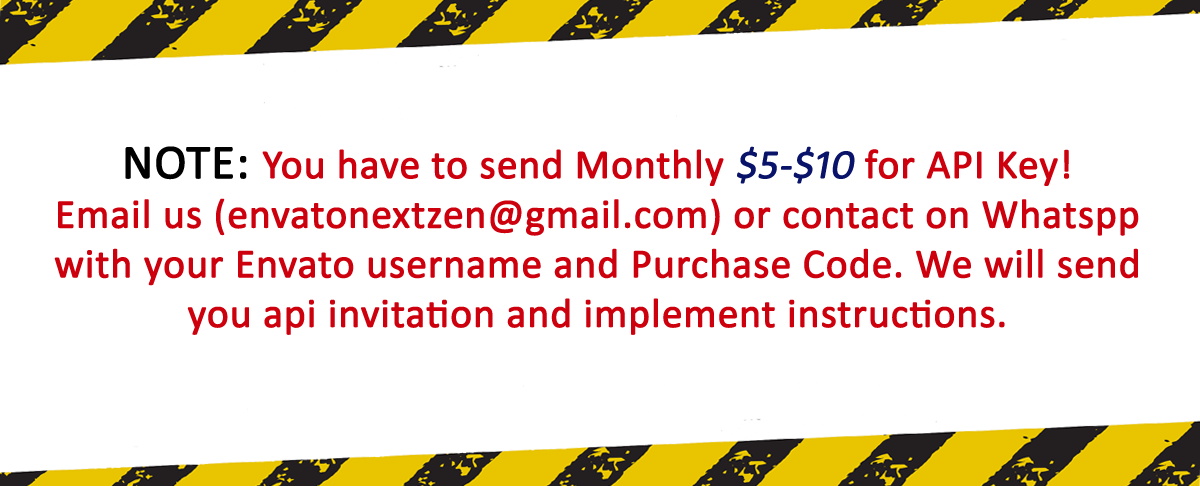 NOTE: You have to send Monthly $5-$10 for API Key!
Email us (envatonextzen@gmail.com) or contact on Whatspp
with your Envato username and Purchase Code. We will send
you api invitation and implement instructions.